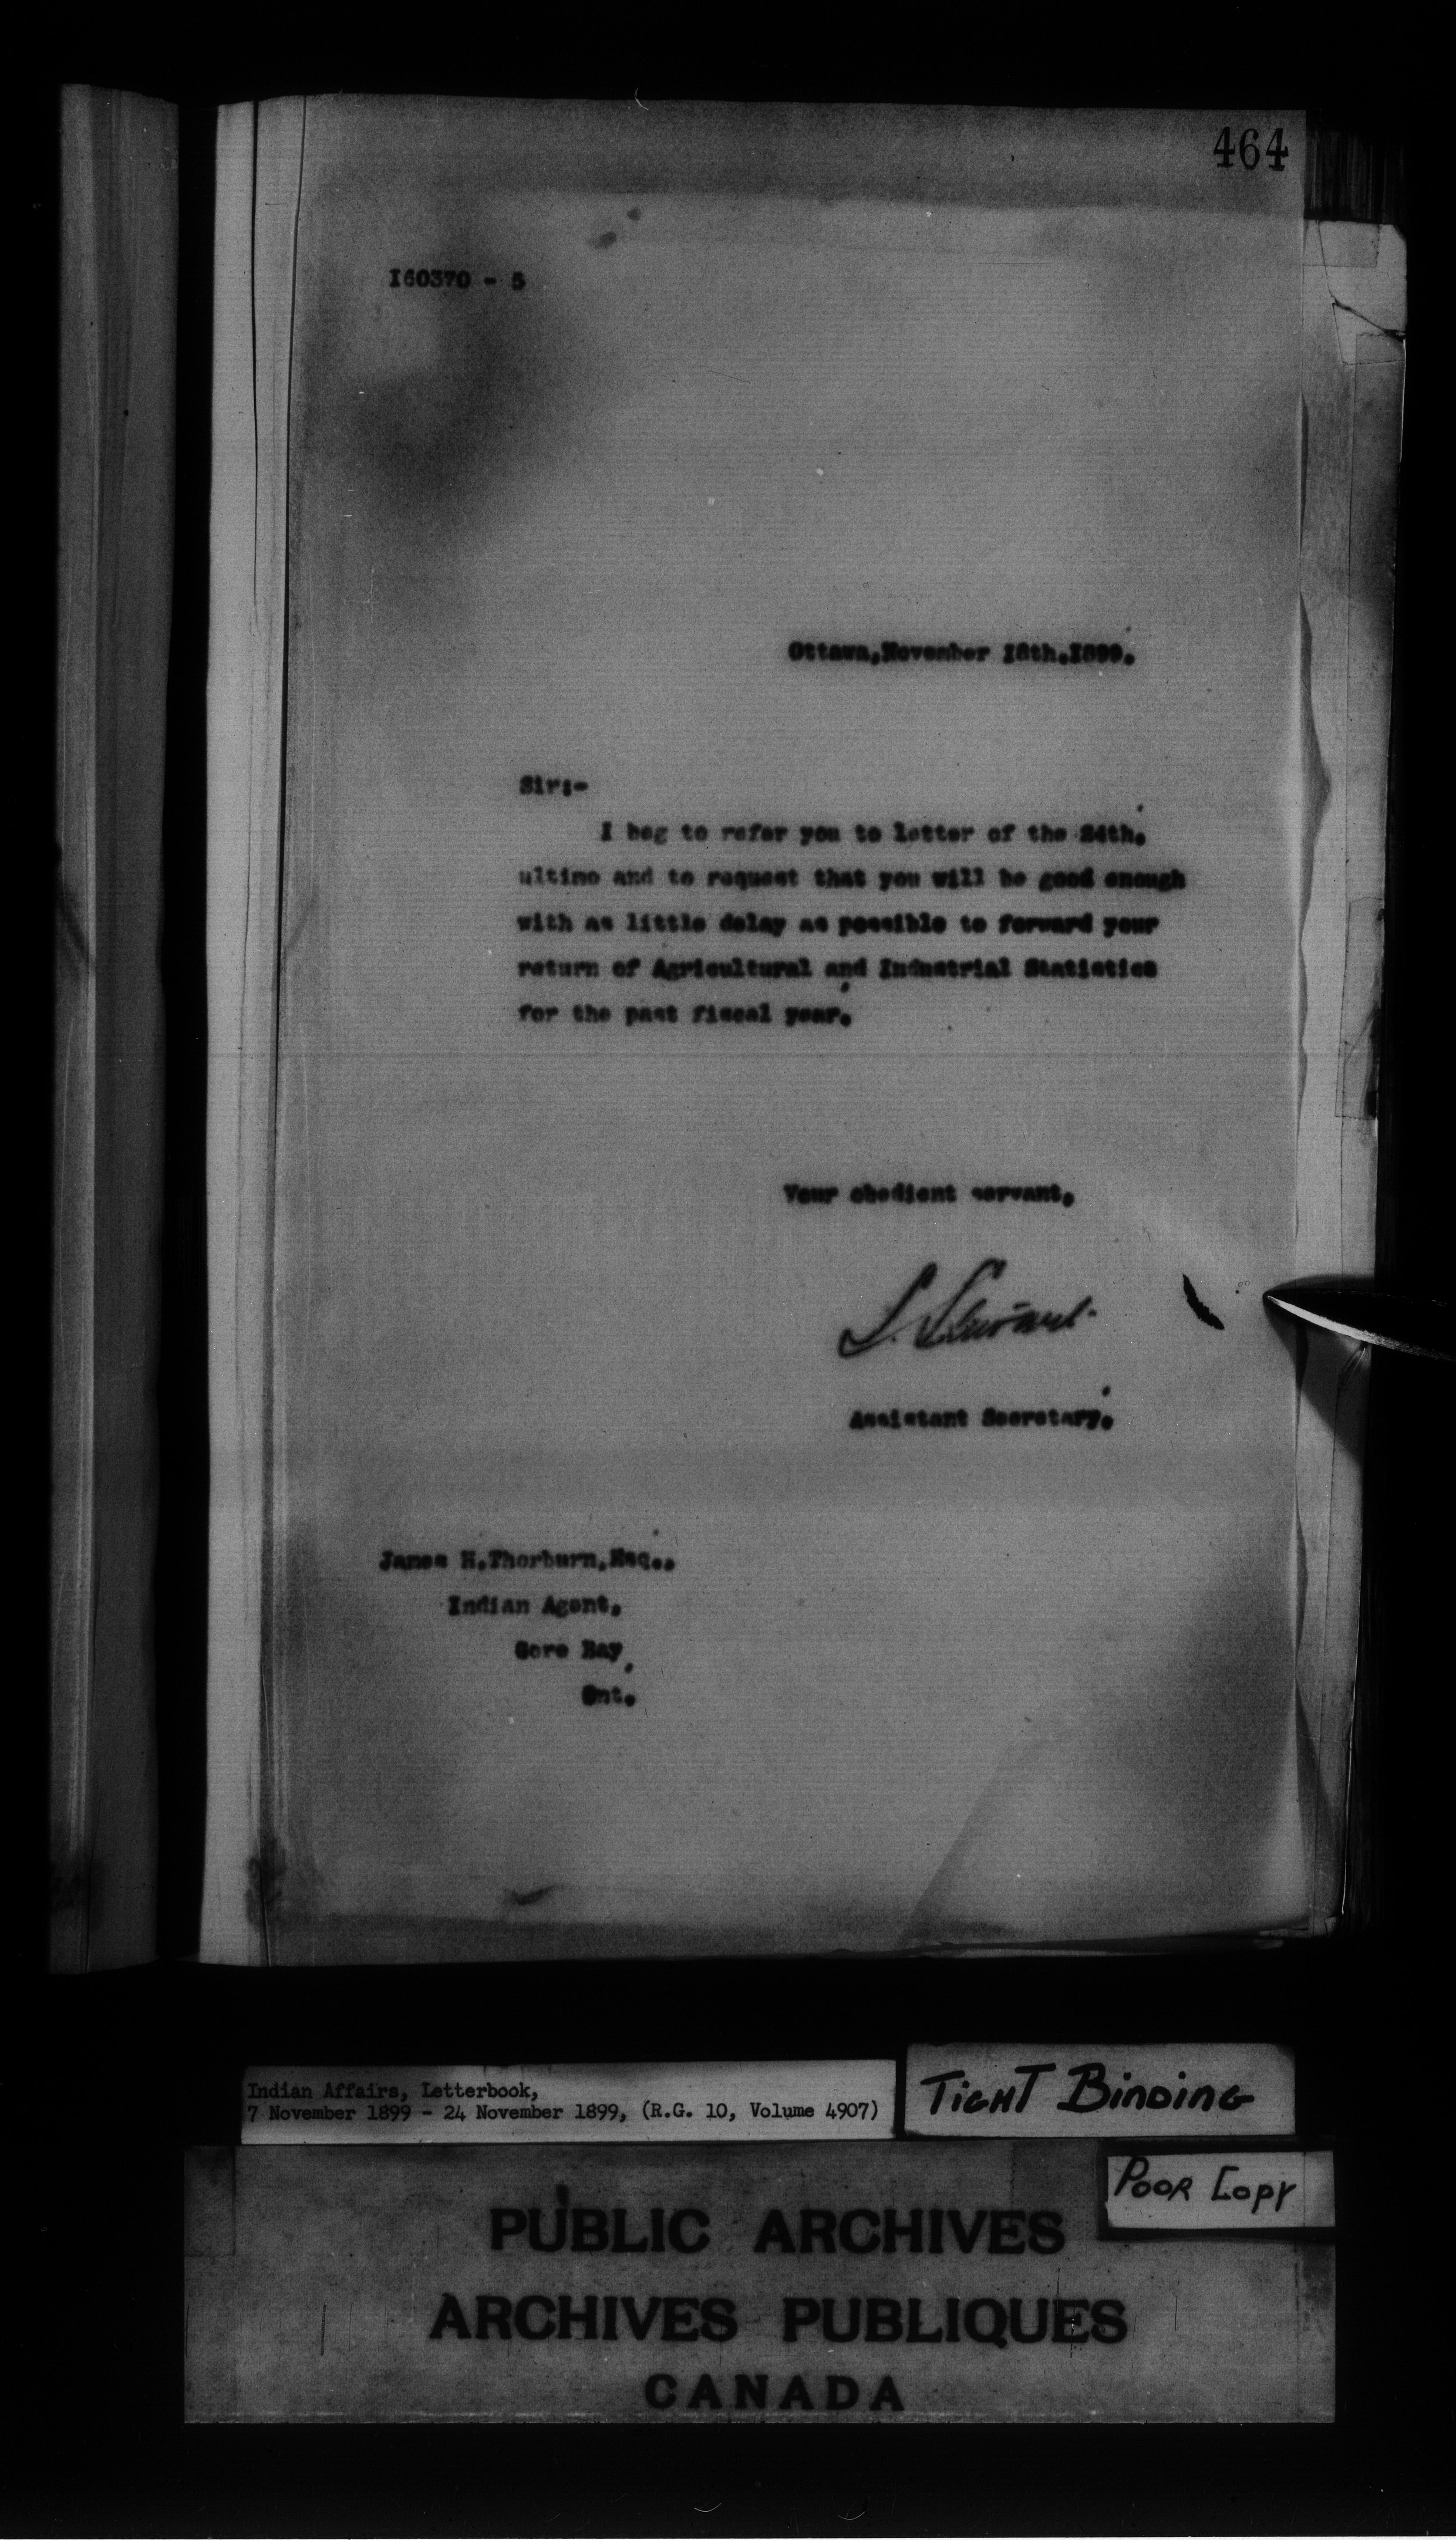 464
I60370 - 5
Ottawa,November 18th.1899.
Sir:-
I beg to refer you to letter of the 24th.
ultimo and to request that you will be good enough
with as little delay as possible to forward your
return of Agricultural and Industrial Statistics
for the past fiscal year.
Your obedient servant,
S. Stewart
Assistant Secretary.
James H.Thorburn,Esq.,
Indian Agent,
Gore Bay,
Ont.
Indian Affairs, Letterbook,
7 November 1899 - 24 November 1899, (R.G. 10, Volume 4907)
TIGHT BINDING
POOR COPY
PUBLIC ARCHIVES
ARCHIVES PUBLIQUES
CANADA